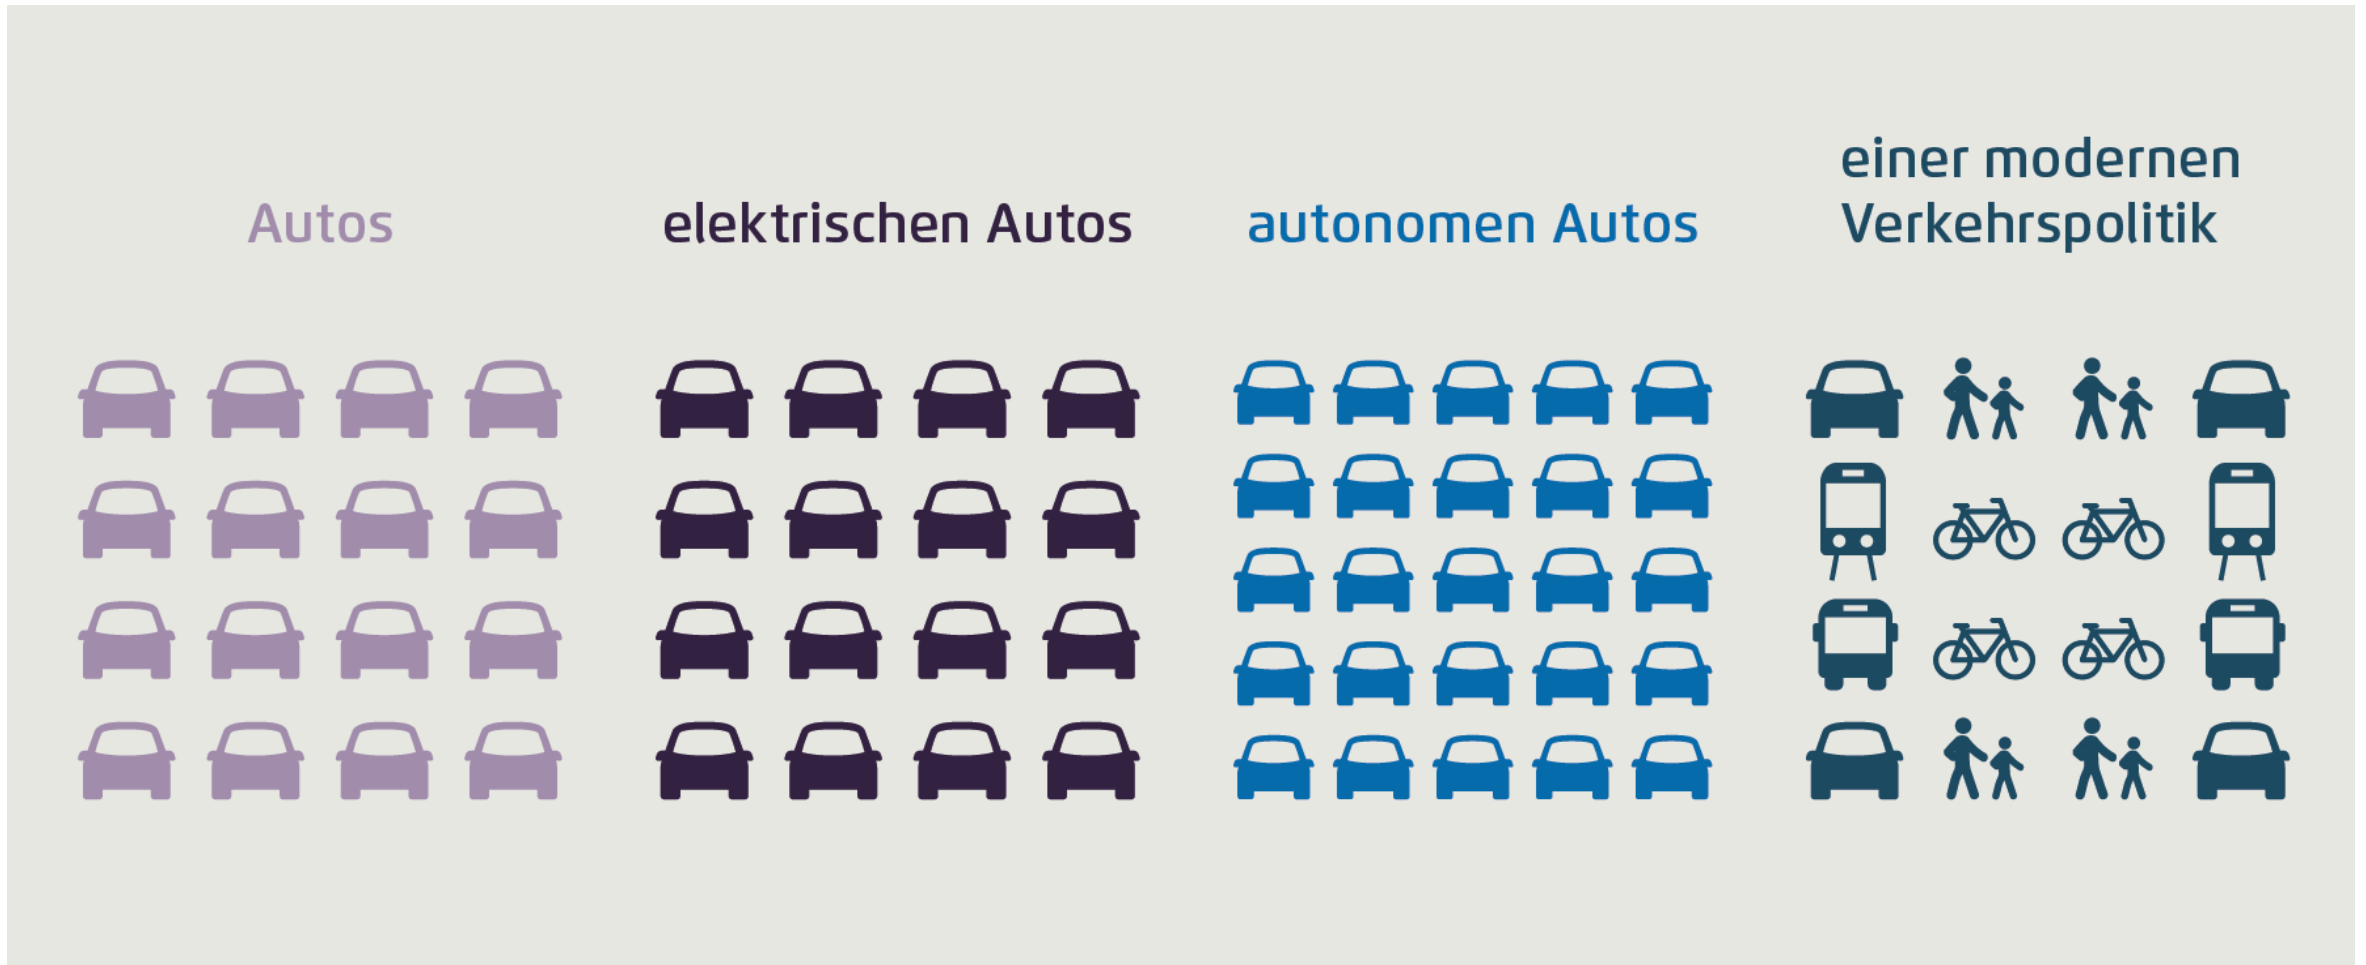 Autos
elektrischen Autos
autonomen Autos
einer modernen
Verkehrspolitik